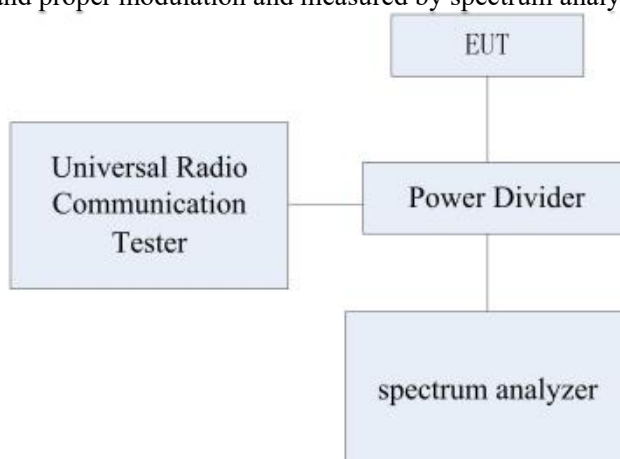 and proper modulation and measured by spectrum analy
EUT
Universal Radio
Communication
Tester
Power Divider
spectrum analyzer